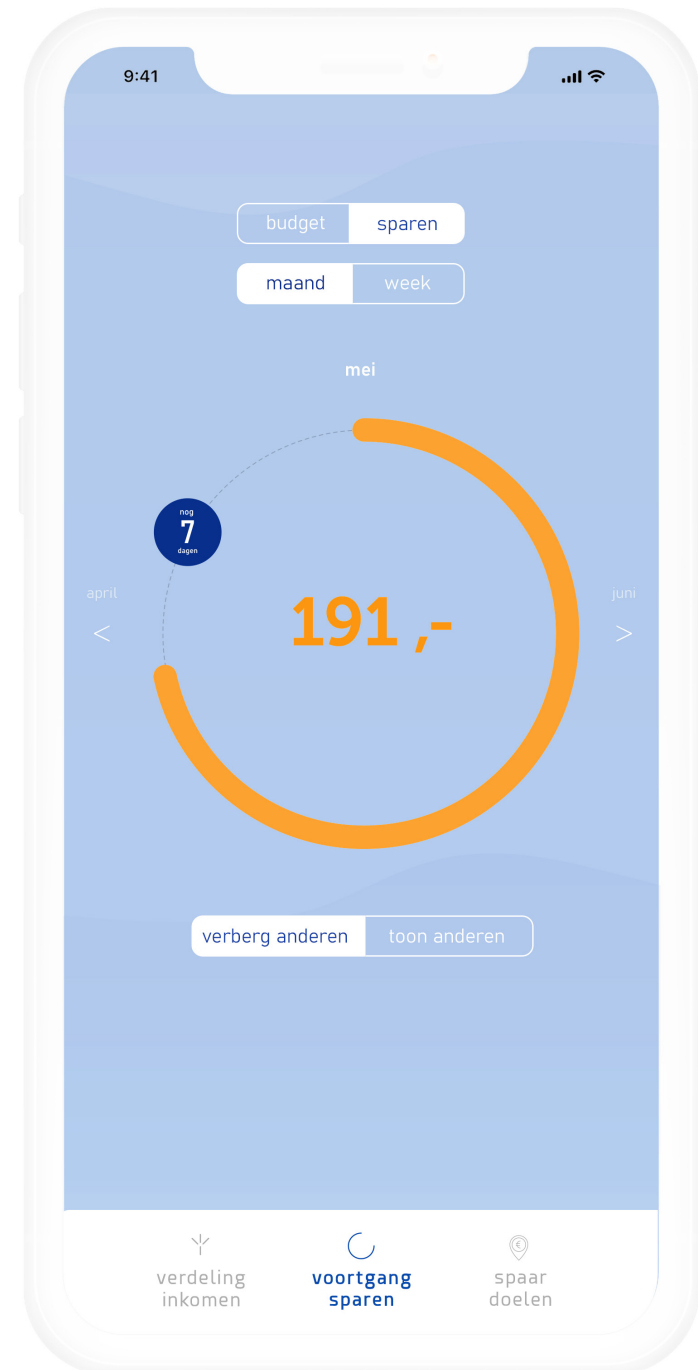 9:41
budget sparen
maand week
mei
nog
7
dagen
april
juni
<
>
191 ,-
verberg anderen toon anderen
€
verdeling
inkomen
voortgang
sparen
spaar
doelen